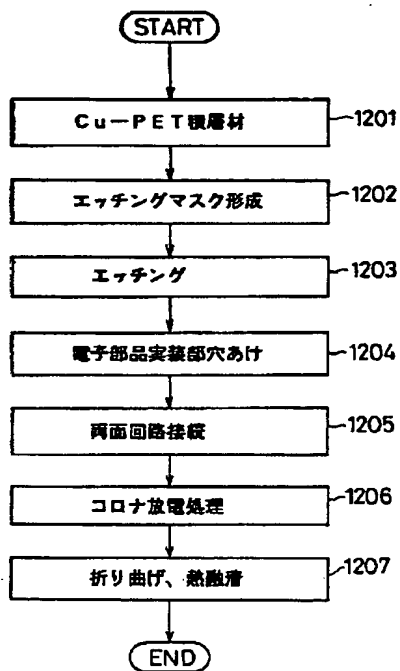 START
Cu-PET積層材
1201
エッチングマスク形成
1202
エッチング
1203
電子部品実装部穴あけ
1204
両面回路接続
1205
コロナ放電処理
1206
折り曲げ、熱融着
1207
END